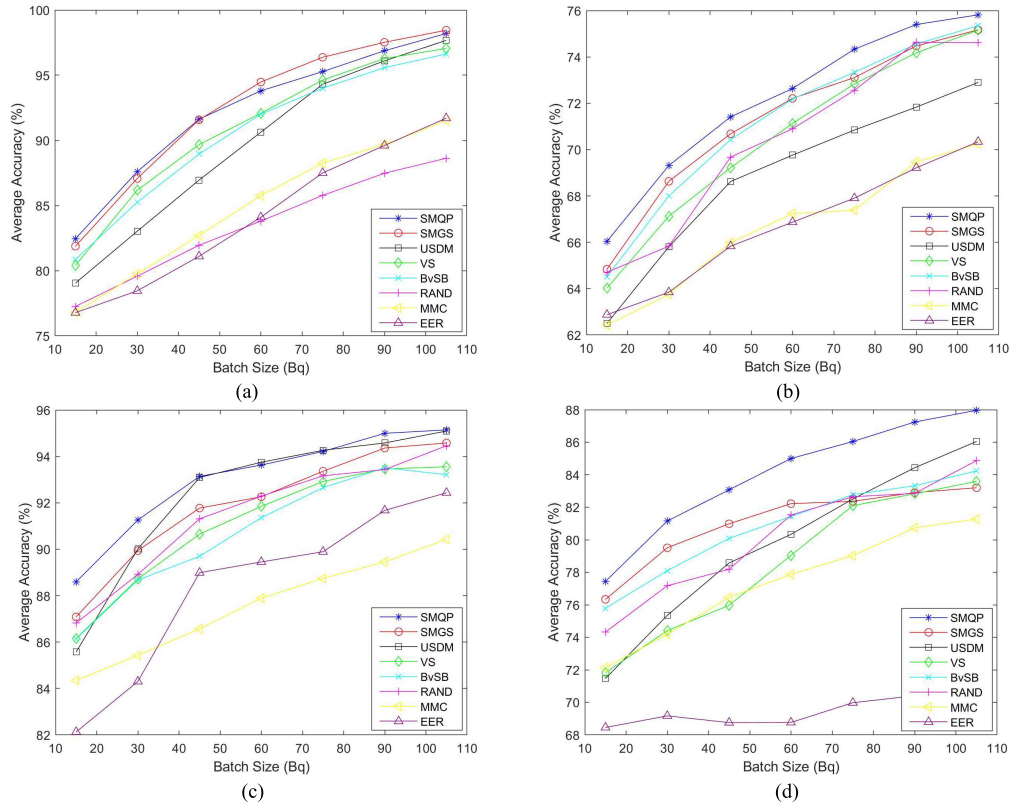 100
95
90
85
80
75
10 20 30 40 50 60 70 80 90 100 110
Average Accuracy (%)
Batch Size (Bq)
SMQP
SMGS
USDM
VS
BvSB
RAND
MMC
EER
(a)
76
74
72
70
68
66
64
62
10 20 30 40 50 60 70 80 90 100 110
Average Accuracy (%)
Batch Size (Bq)
SMQP
SMGS
USDM
VS
BvSB
RAND
MMC
EER
(b)
96
94
92
90
88
86
84
82
10 20 30 40 50 60 70 80 90 100 110
Average Accuracy (%)
Batch Size (Bq)
SMQP
SMGS
USDM
VS
BvSB
RAND
MMC
EER
(c)
88
86
84
82
80
78
76
74
72
70
68
10 20 30 40 50 60 70 80 90 100 110
Average Accuracy (%)
Batch Size (Bq)
SMQP
SMGS
USDM
VS
BvSB
RAND
MMC
EER
(d)